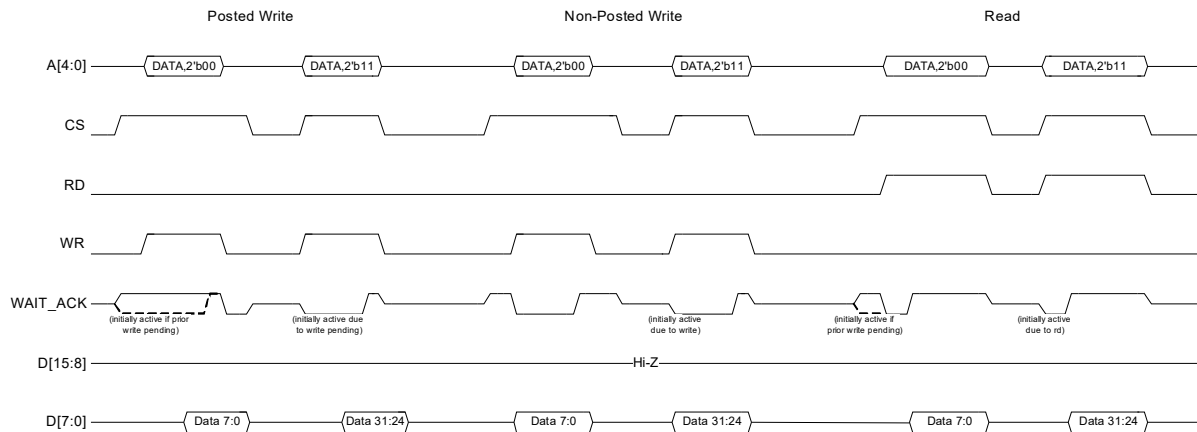 Posted Write Non-Posted Write Read
A[4:0] DATA,2'b00 DATA,2'b11 DATA,2'b00 DATA,2'b11 DATA,2'b00 DATA,2'b11
CS
RD
WR
WAIT_ACK
(initially active if prior
write pending)
(initially active due
to write pending)
(initially active
due to write)
(initially active if
prior write pending)
(initially active
due to rd)
D[15:8] Hi-Z
D[7:0] Data 7:0 Data 31:24 Data 7:0 Data 31:24 Data 7:0 Data 31:24